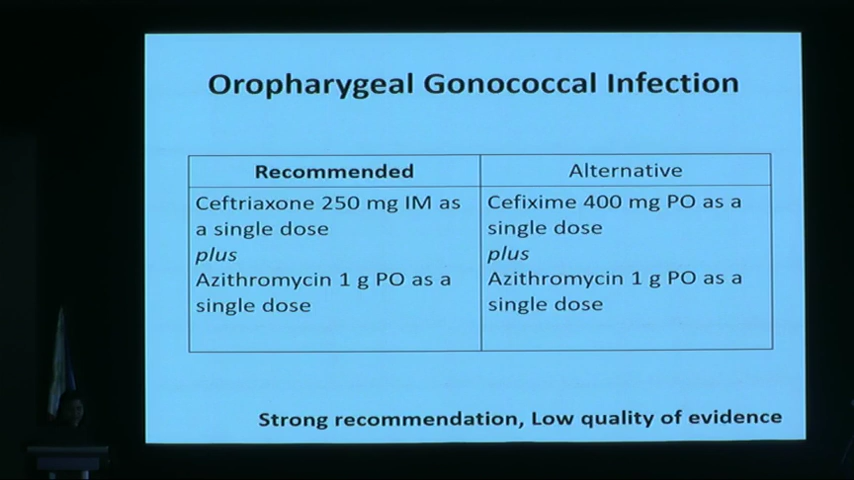 Oropharygeal Gonococcal Infection
Recommended
Alternative
Ceftriaxone 250 mg IM as
a single dose
plus
Azithromycin 1 g PO as a
single dose
Cefixime 400 mg PO as a
single dose
plus
Azithromycin 1 g PO as a
single dose
Strong recommendation, Low quality of evidence